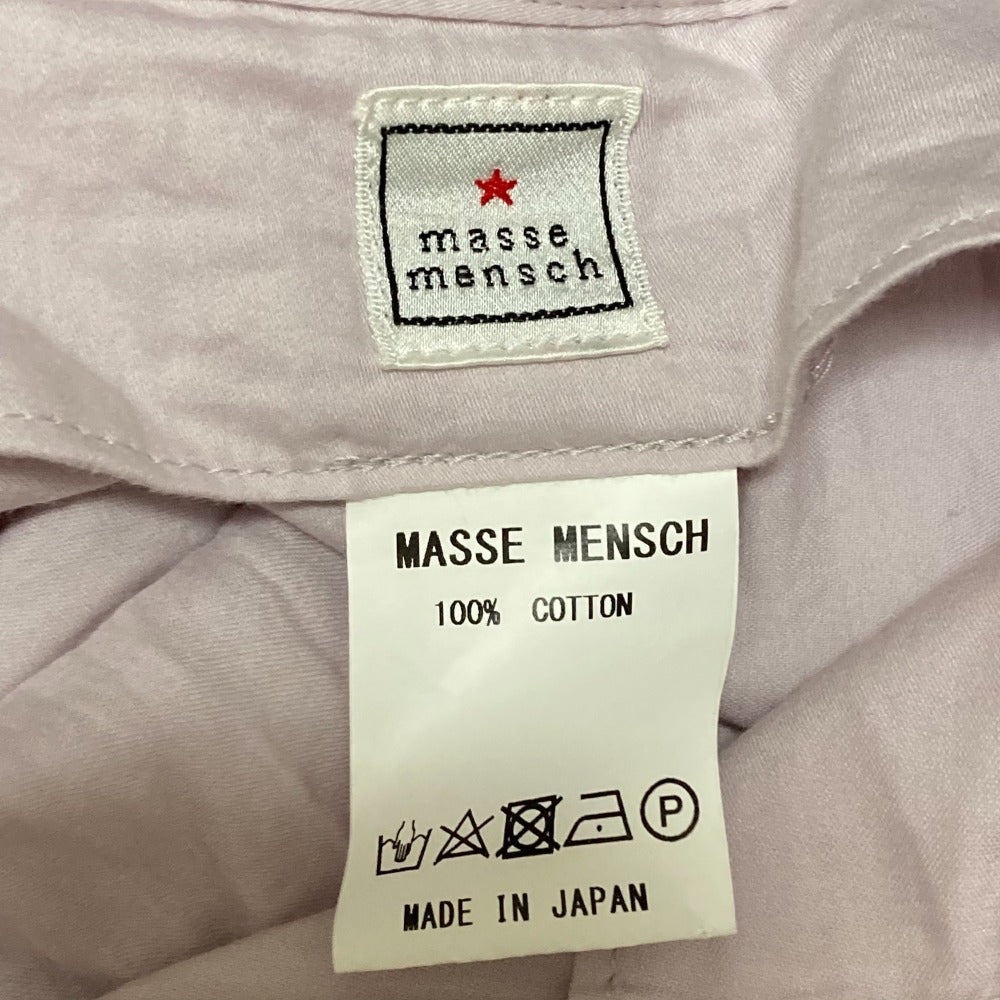 masse
mensch
MASSE MENSCH
100% COTTON
P
MADE IN JAPAN